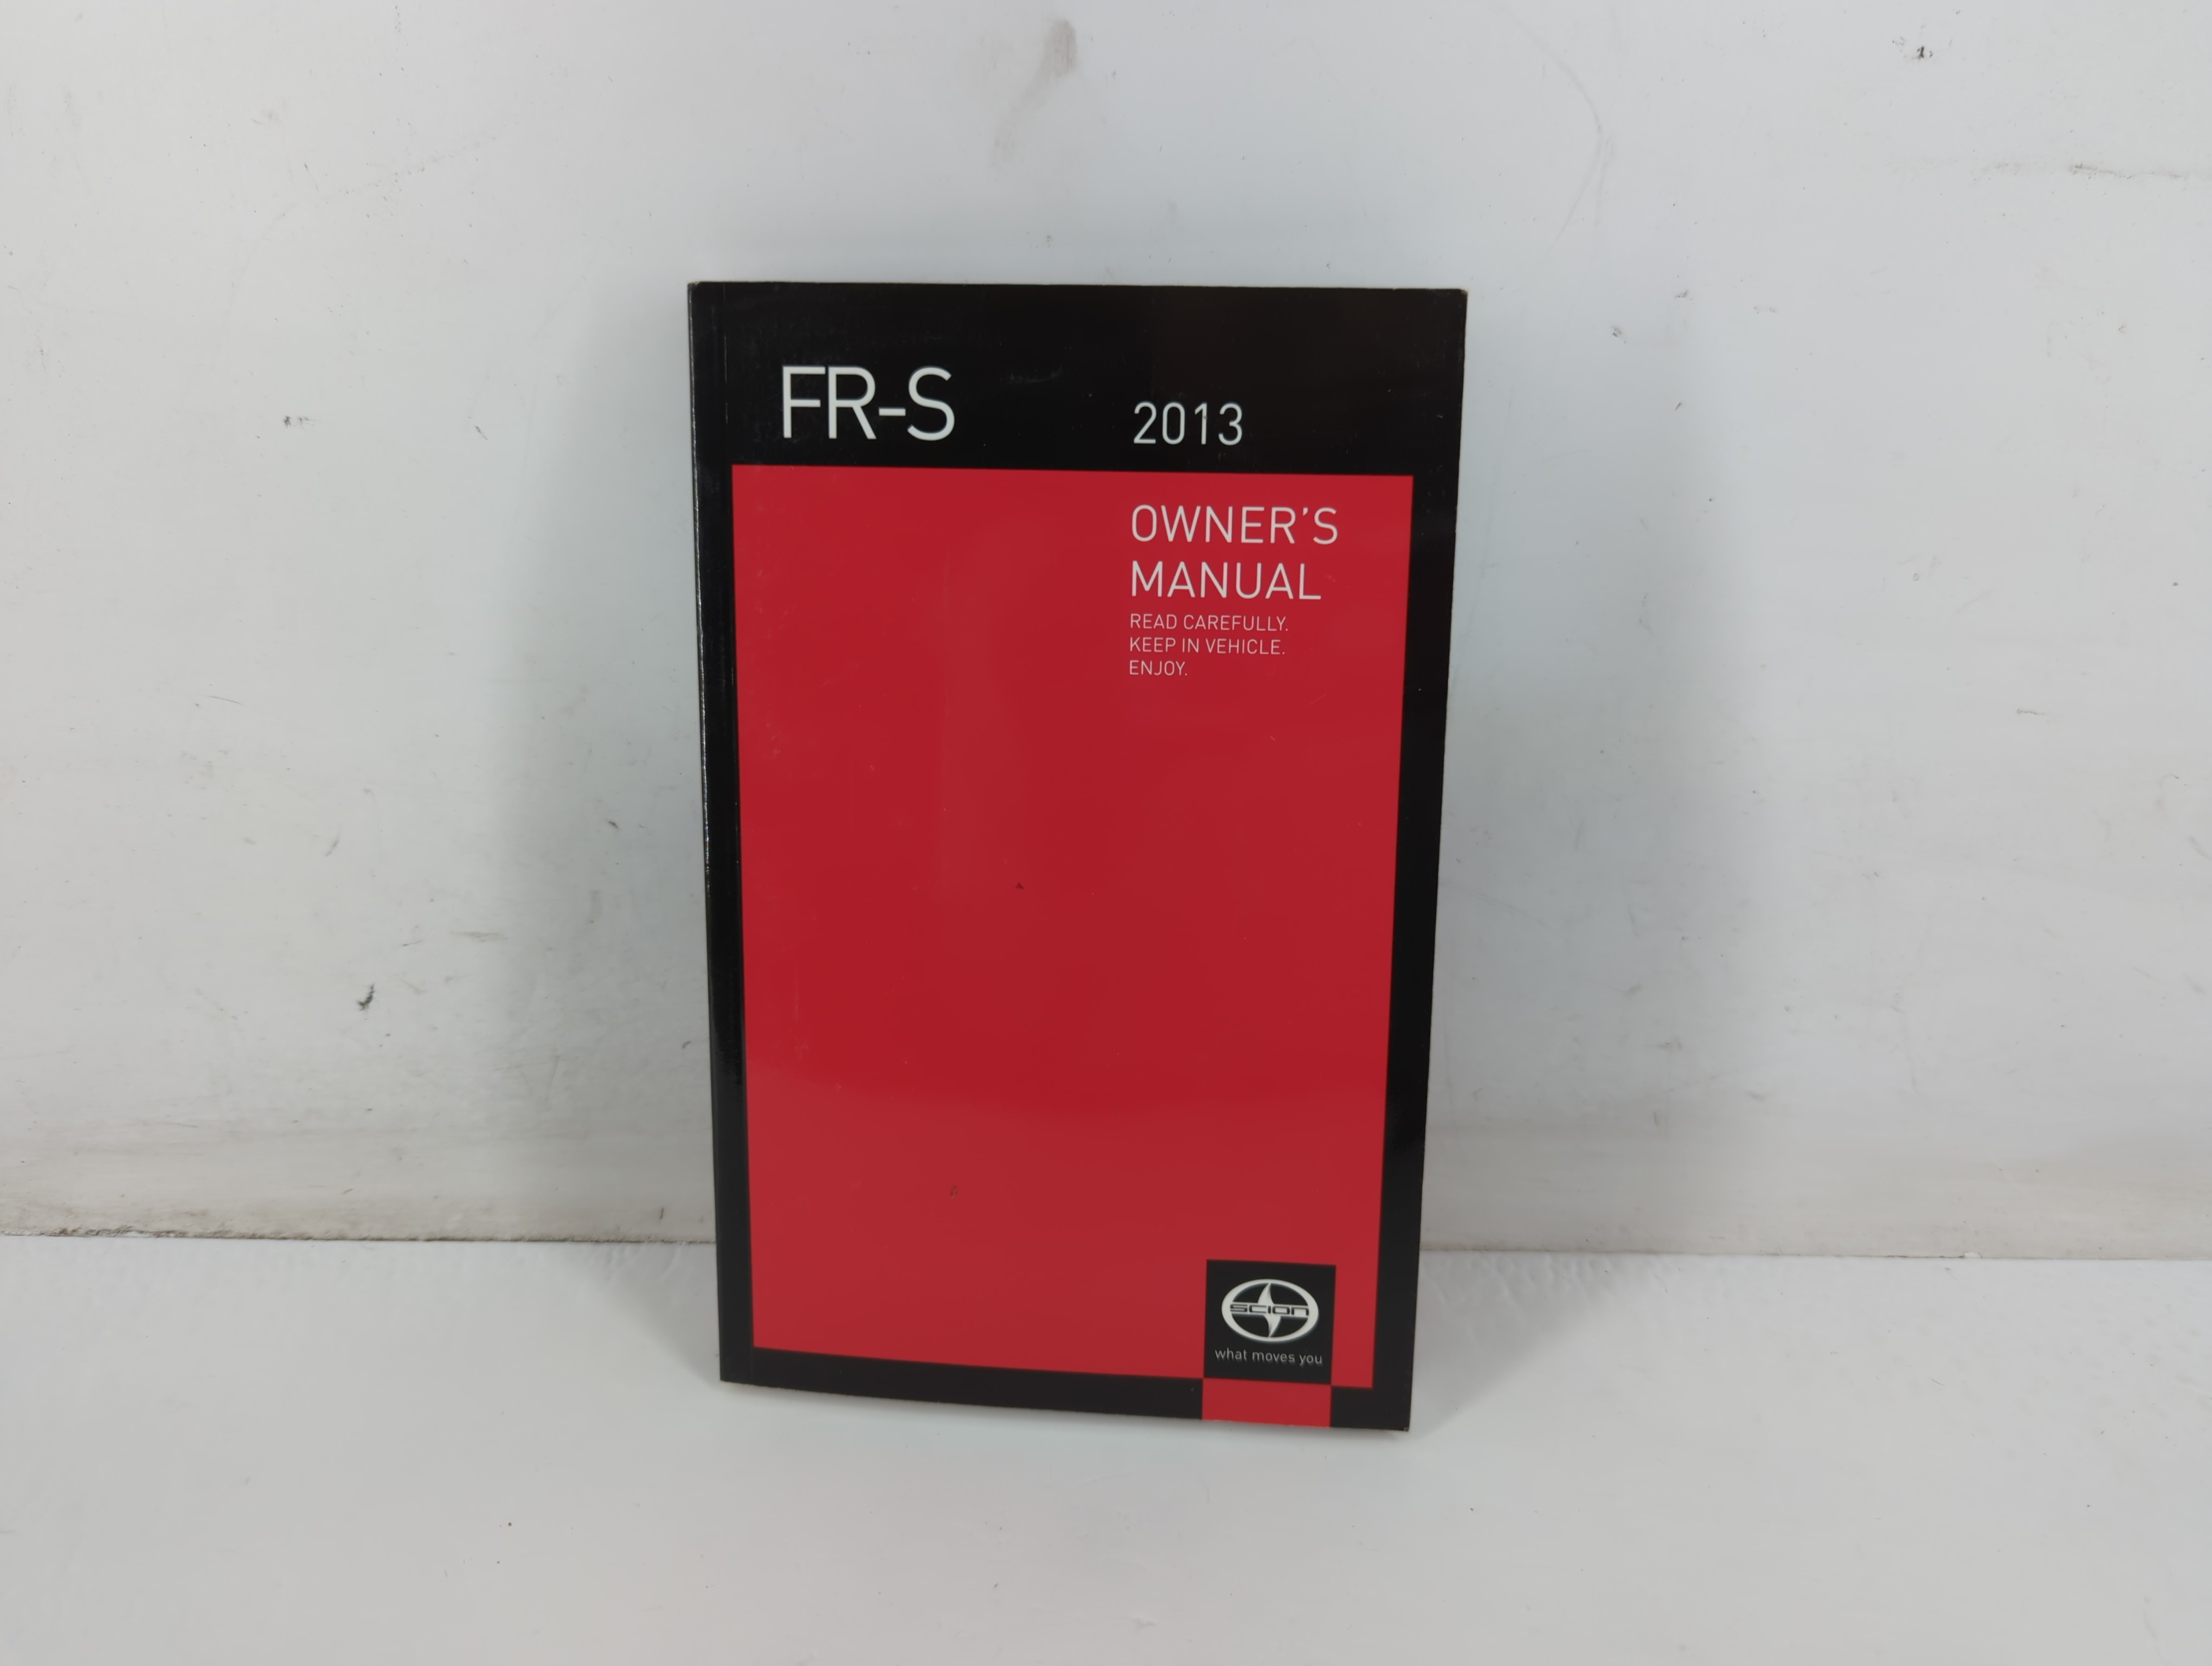 FR-S 2013
OWNER'S
MANUAL
READ CAREFULLY.
KEEP IN VEHICLE.
ENJOY.
SCION
what moves you